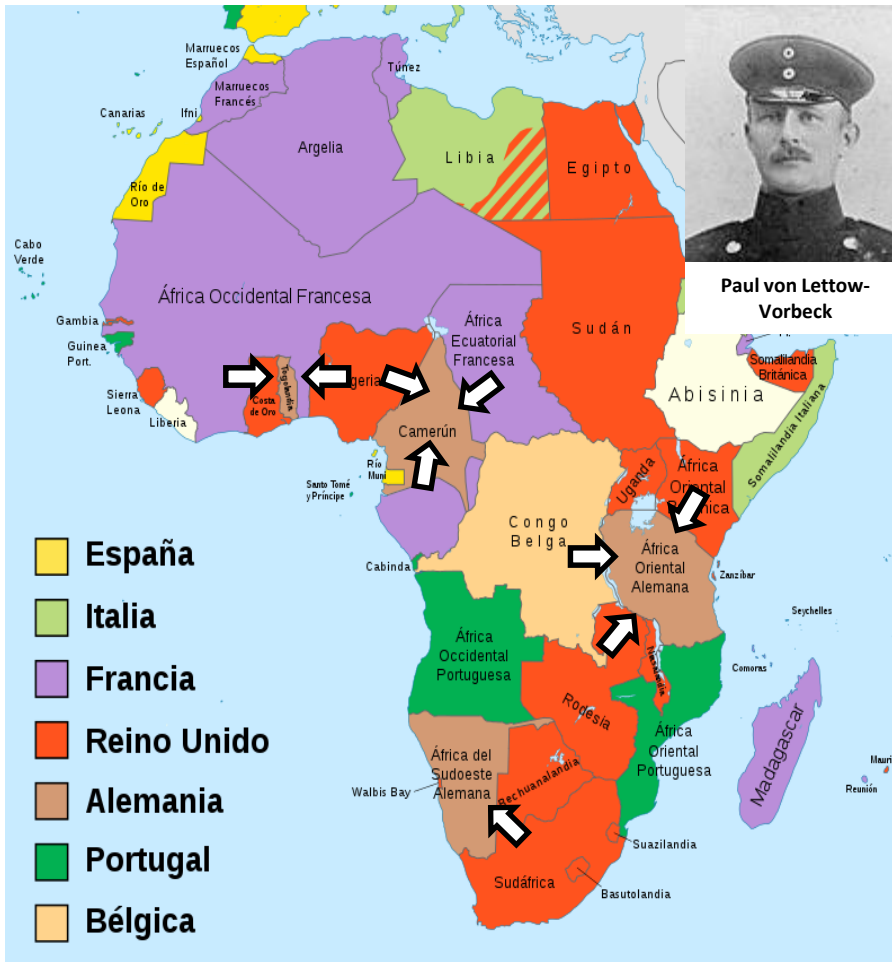 Marruecos
Español
Túnez
Marruecos
Francés
Canarias
Ifni
Argelia
Libia
Egipto
Río de
Oro
Paul von Lettow-
Vorbeck
Cabo
Verde
África Occidental Francesa
África
Ecuatorial
Francesa
Sudán
Gambia
Guinea
Port.
Somalilandia
Británica
Togolandia
Costa
de Oro
Sierra
Leona
Liberia
Abisinia
Somalilandia Italiana
Camerún
Río
Muni
Uganda
África
Oriental
Santo Tomé
y Príncipe
Congo
Belga
África
Oriental
Alemana
Zanzíbar
Cabinda
Seychelles
España
Italia
Francia
Reino Unido
Alemania
Portugal
Bélgica
África
Occidental
Portuguesa
Comoras
Rodesia
África
Oriental
Portuguesa
Madagascar
África del
Sudoeste
Alemana
Walbis Bay
Bechuanalandia
Mauri
Reunión
Suazilandia
Sudáfrica
Basutolandia